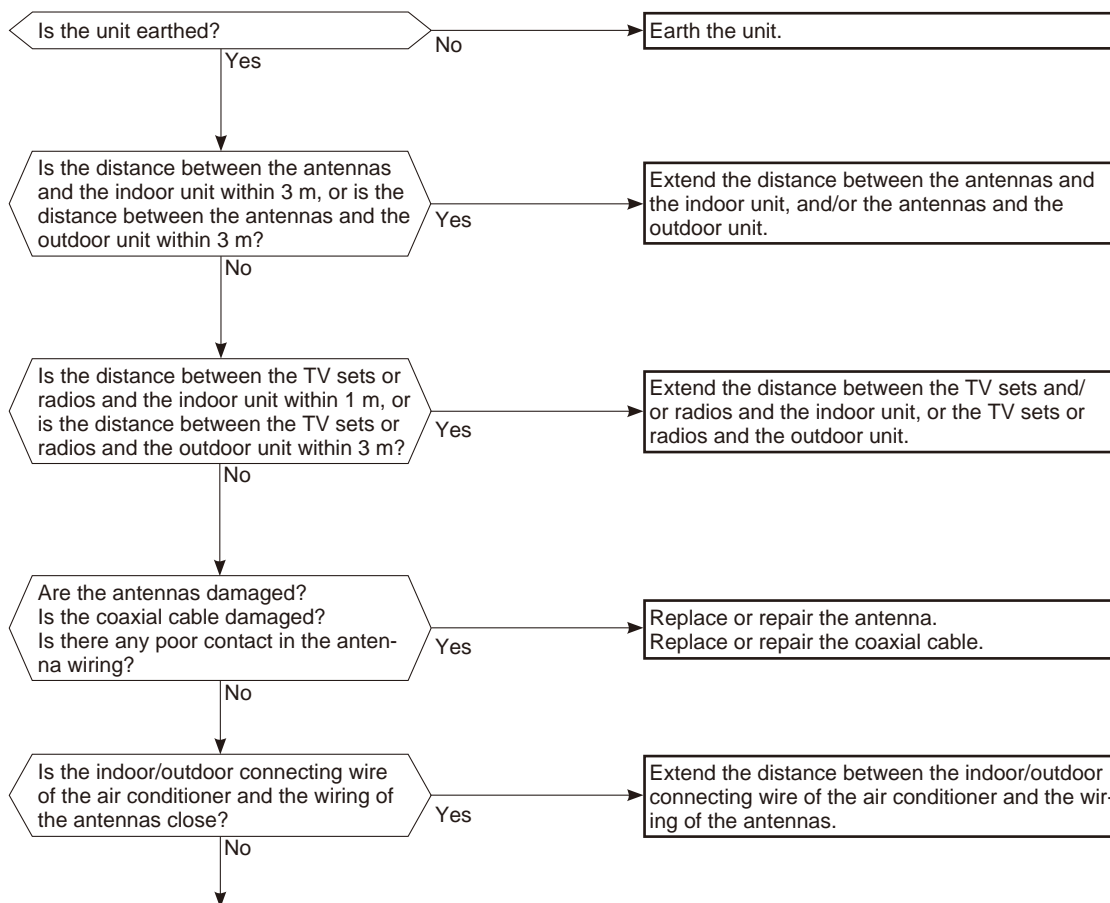 Is the unit earthed?
No
Earth the unit.
Yes
Is the distance between the antennas
and the indoor unit within 3 m, or is the
distance between the antennas and the
outdoor unit within 3 m?
Yes
Extend the distance between the antennas and
the indoor unit, and/or the antennas and the
outdoor unit.
No
Is the distance between the TV sets or
radios and the indoor unit within 1 m, or
is the distance between the TV sets or
radios and the outdoor unit within 3 m?
Yes
Extend the distance between the TV sets and/
or radios and the indoor unit, or the TV sets or
radios and the outdoor unit.
No
Are the antennas damaged?
Is the coaxial cable damaged?
Is there any poor contact in the anten-
na wiring?
Yes
Replace or repair the antenna.
Replace or repair the coaxial cable.
No
Is the indoor/outdoor connecting wire
of the air conditioner and the wiring of
the antennas close?
Yes
Extend the distance between the indoor/outdoor
connecting wire of the air conditioner and the wir-
ing of the antennas.
No